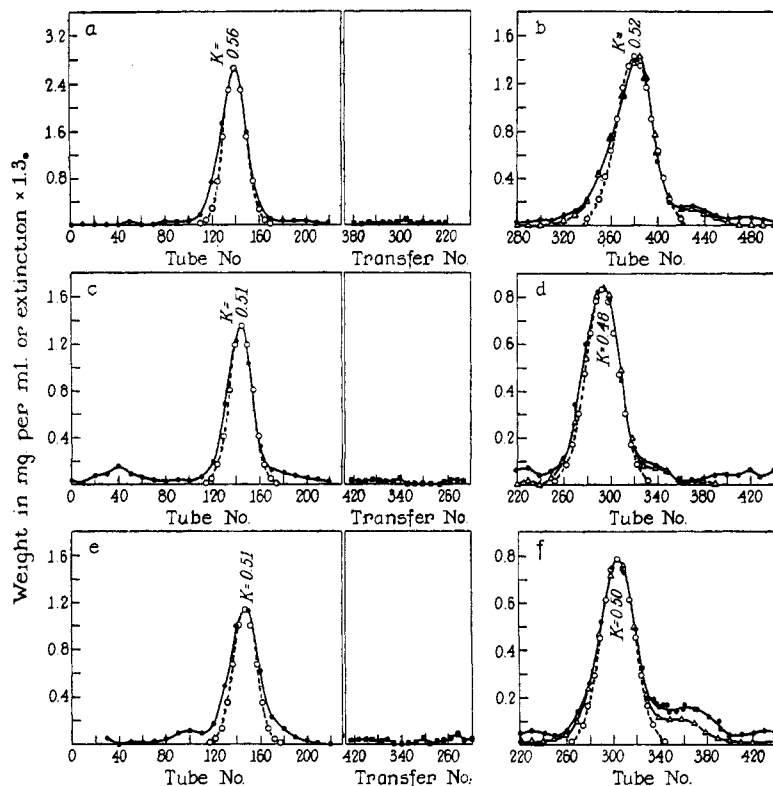 Weight in mg per ml. or extinction × 1.3.
a
K=
0.56
3.2
2.4
1.6
0.8
0 40 80 120 160 200
Tube No.
380 300 220
Transfer No.
b
K=
0.52
1.6
1.2
0.8
0.4
280 320 360 400 440 480
Tube No.
c
K=
0.51
1.6
1.2
0.8
0.4
0 40 80 120 160 200
Tube No.
420 340 260
Transfer No.
d
K=0.48
0.8
0.6
0.4
0.2
220 260 300 340 380 420
Tube No.
e
K=0.51
1.6
1.2
0.8
0.4
0 40 80 120 160 200
Tube No.
420 340 260
Transfer No.
f
K=0.50
0.8
0.6
0.4
0.2
220 260 300 340 380 420
Tube No.